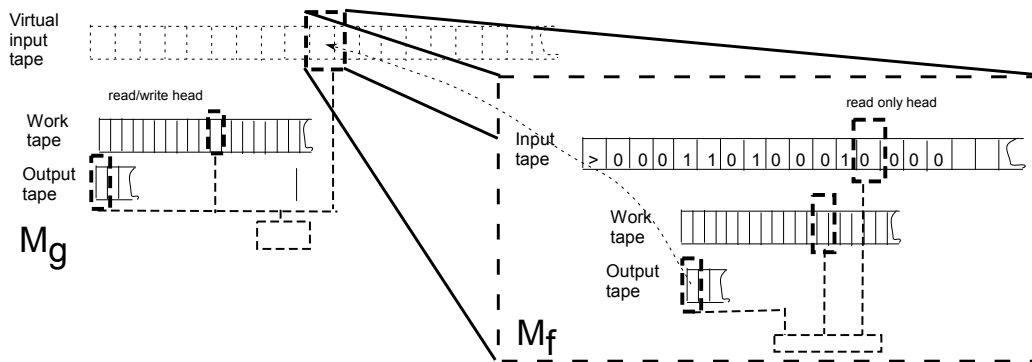 Virtual
input
tape
read/write head
Work
tape
Output
tape
Mg
read only head
Input
tape
> 0 0 0 1 1 0 1 0 0 0 1 0 0 0 0
Work
tape
Output
tape
Mf